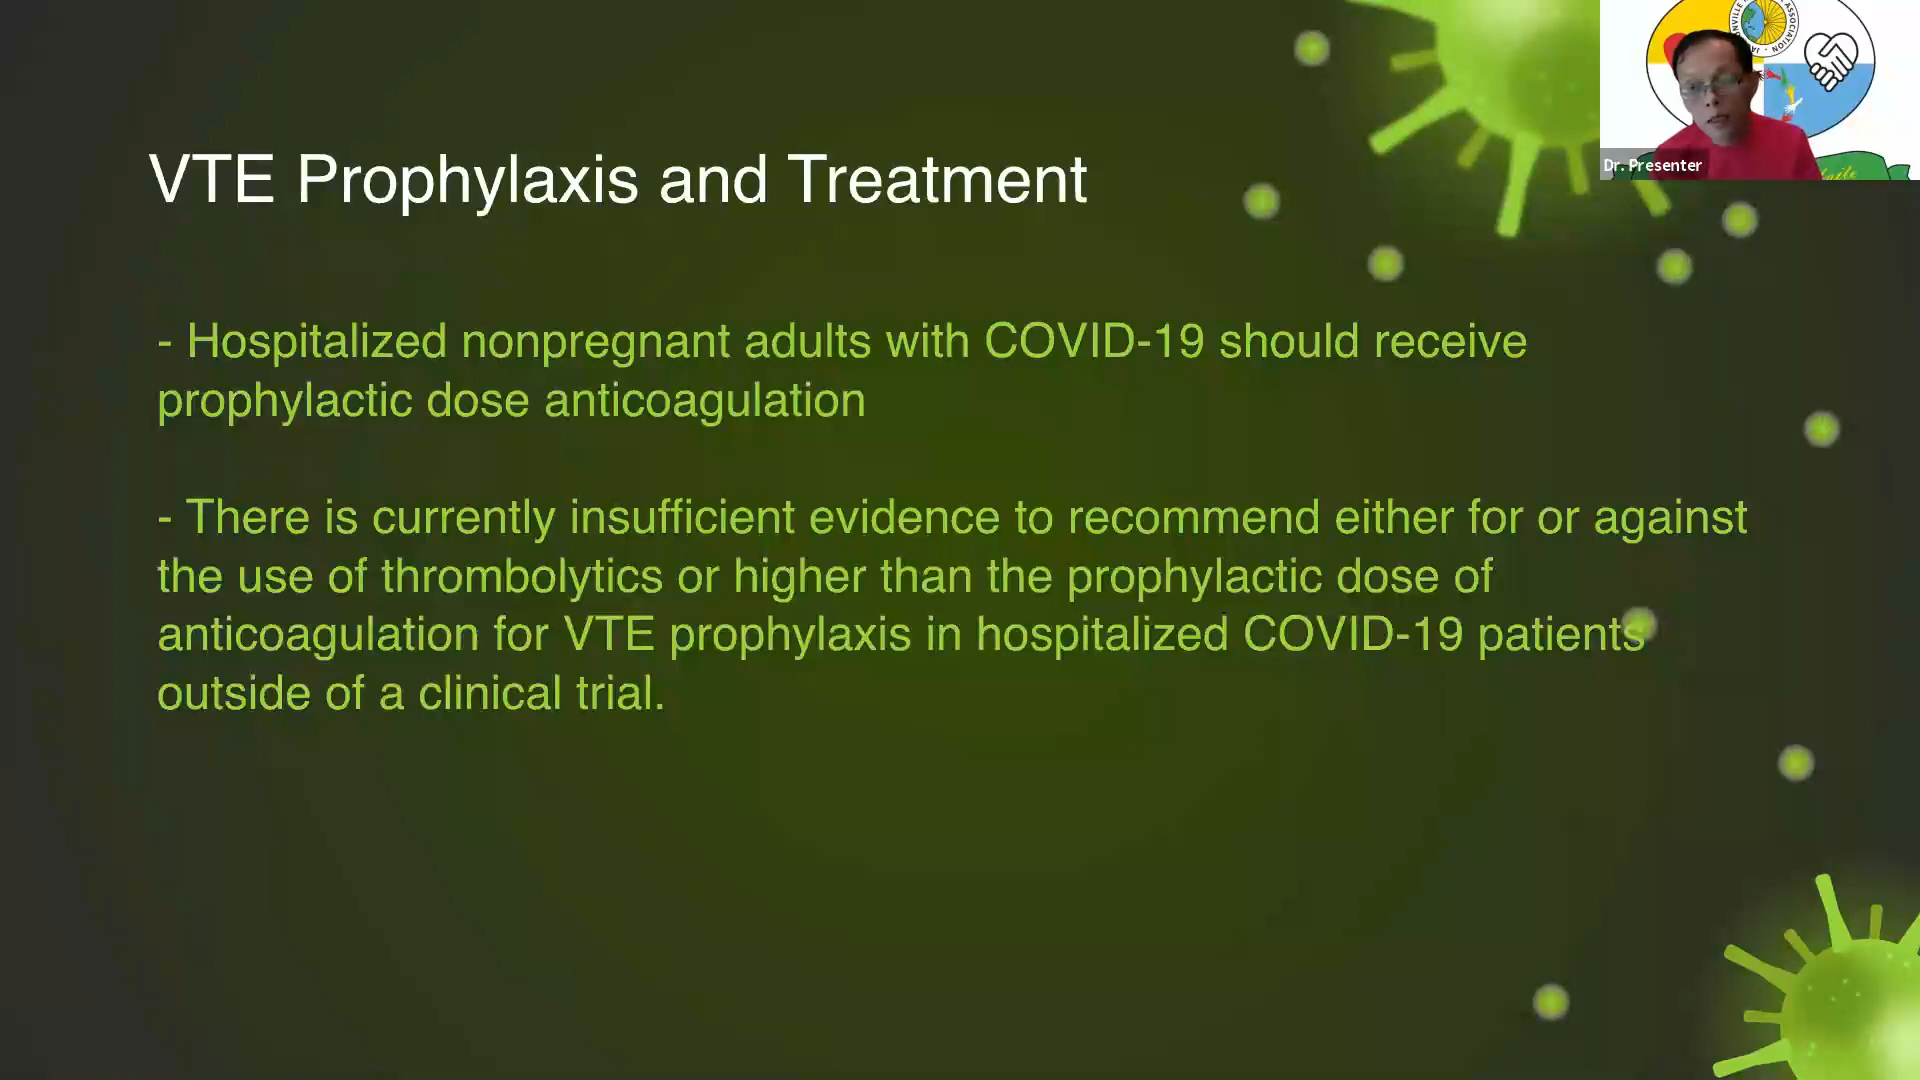 VTE Prophylaxis and Treatment
- Hospitalized nonpregnant adults with COVID-19 should receive
prophylactic dose anticoagulation
- There is currently insufficient evidence to recommend either for or against
the use of thrombolytics or higher than the prophylactic dose of
anticoagulation for VTE prophylaxis in hospitalized COVID-19 patients
outside of a clinical trial.
ASSOCIATION
Dr. Presenter